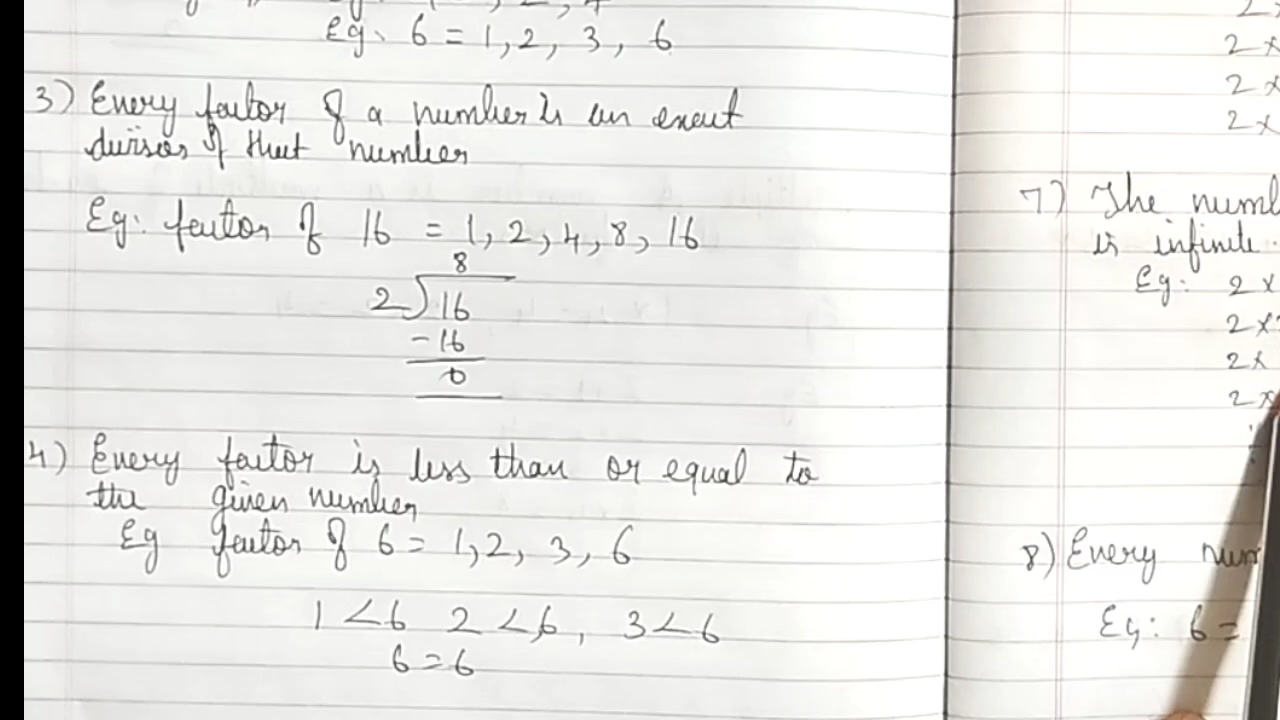 Eg. 6 = 1, 2, 3, 6
3) Every factor of a number is an exact
divisor of that number
Eg: factor of 16 = 1, 2, 4, 8, 16
8
2 ) 16
- 16
0
4) Every factor is less than or equal to
the given number
Eg factor of 6 = 1, 2, 3, 6
1 < 6 2 < 6, 3 < 6
6 = 6
2 ×
2 ×
2 ×
7) The
is infinite.
Eg: 2 ×
2 ×
2 ×
2 ×
8) Every
Eg: 6 =